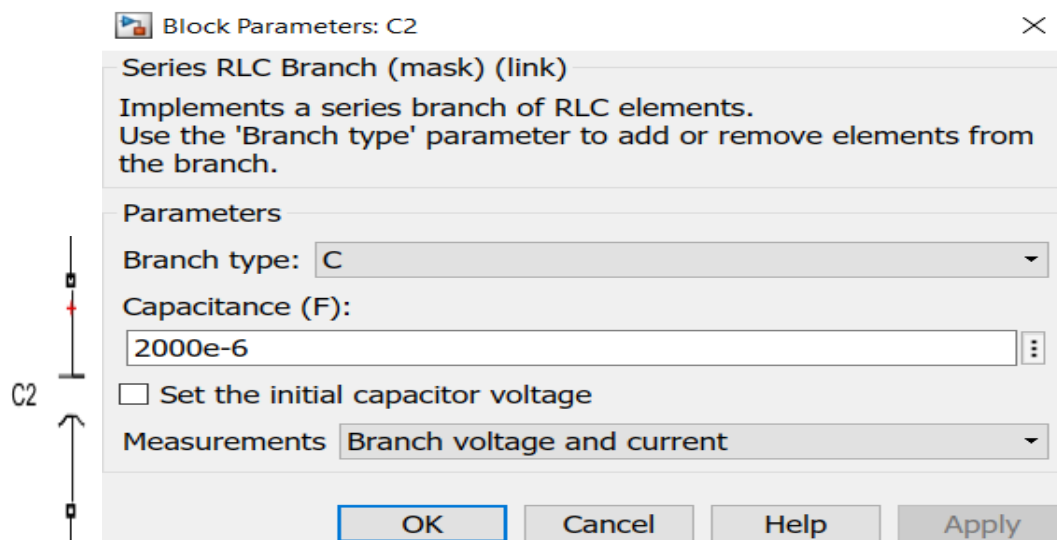 Block Parameters: C2
Series RLC Branch (mask) (link)
Implements a series branch of RLC elements.
Use the 'Branch type' parameter to add or remove elements from
the branch.
Parameters
Branch type: C
Capacitance (F):
2000e-6
C2
Set the initial capacitor voltage
Measurements Branch voltage and current
OK Cancel Help Apply